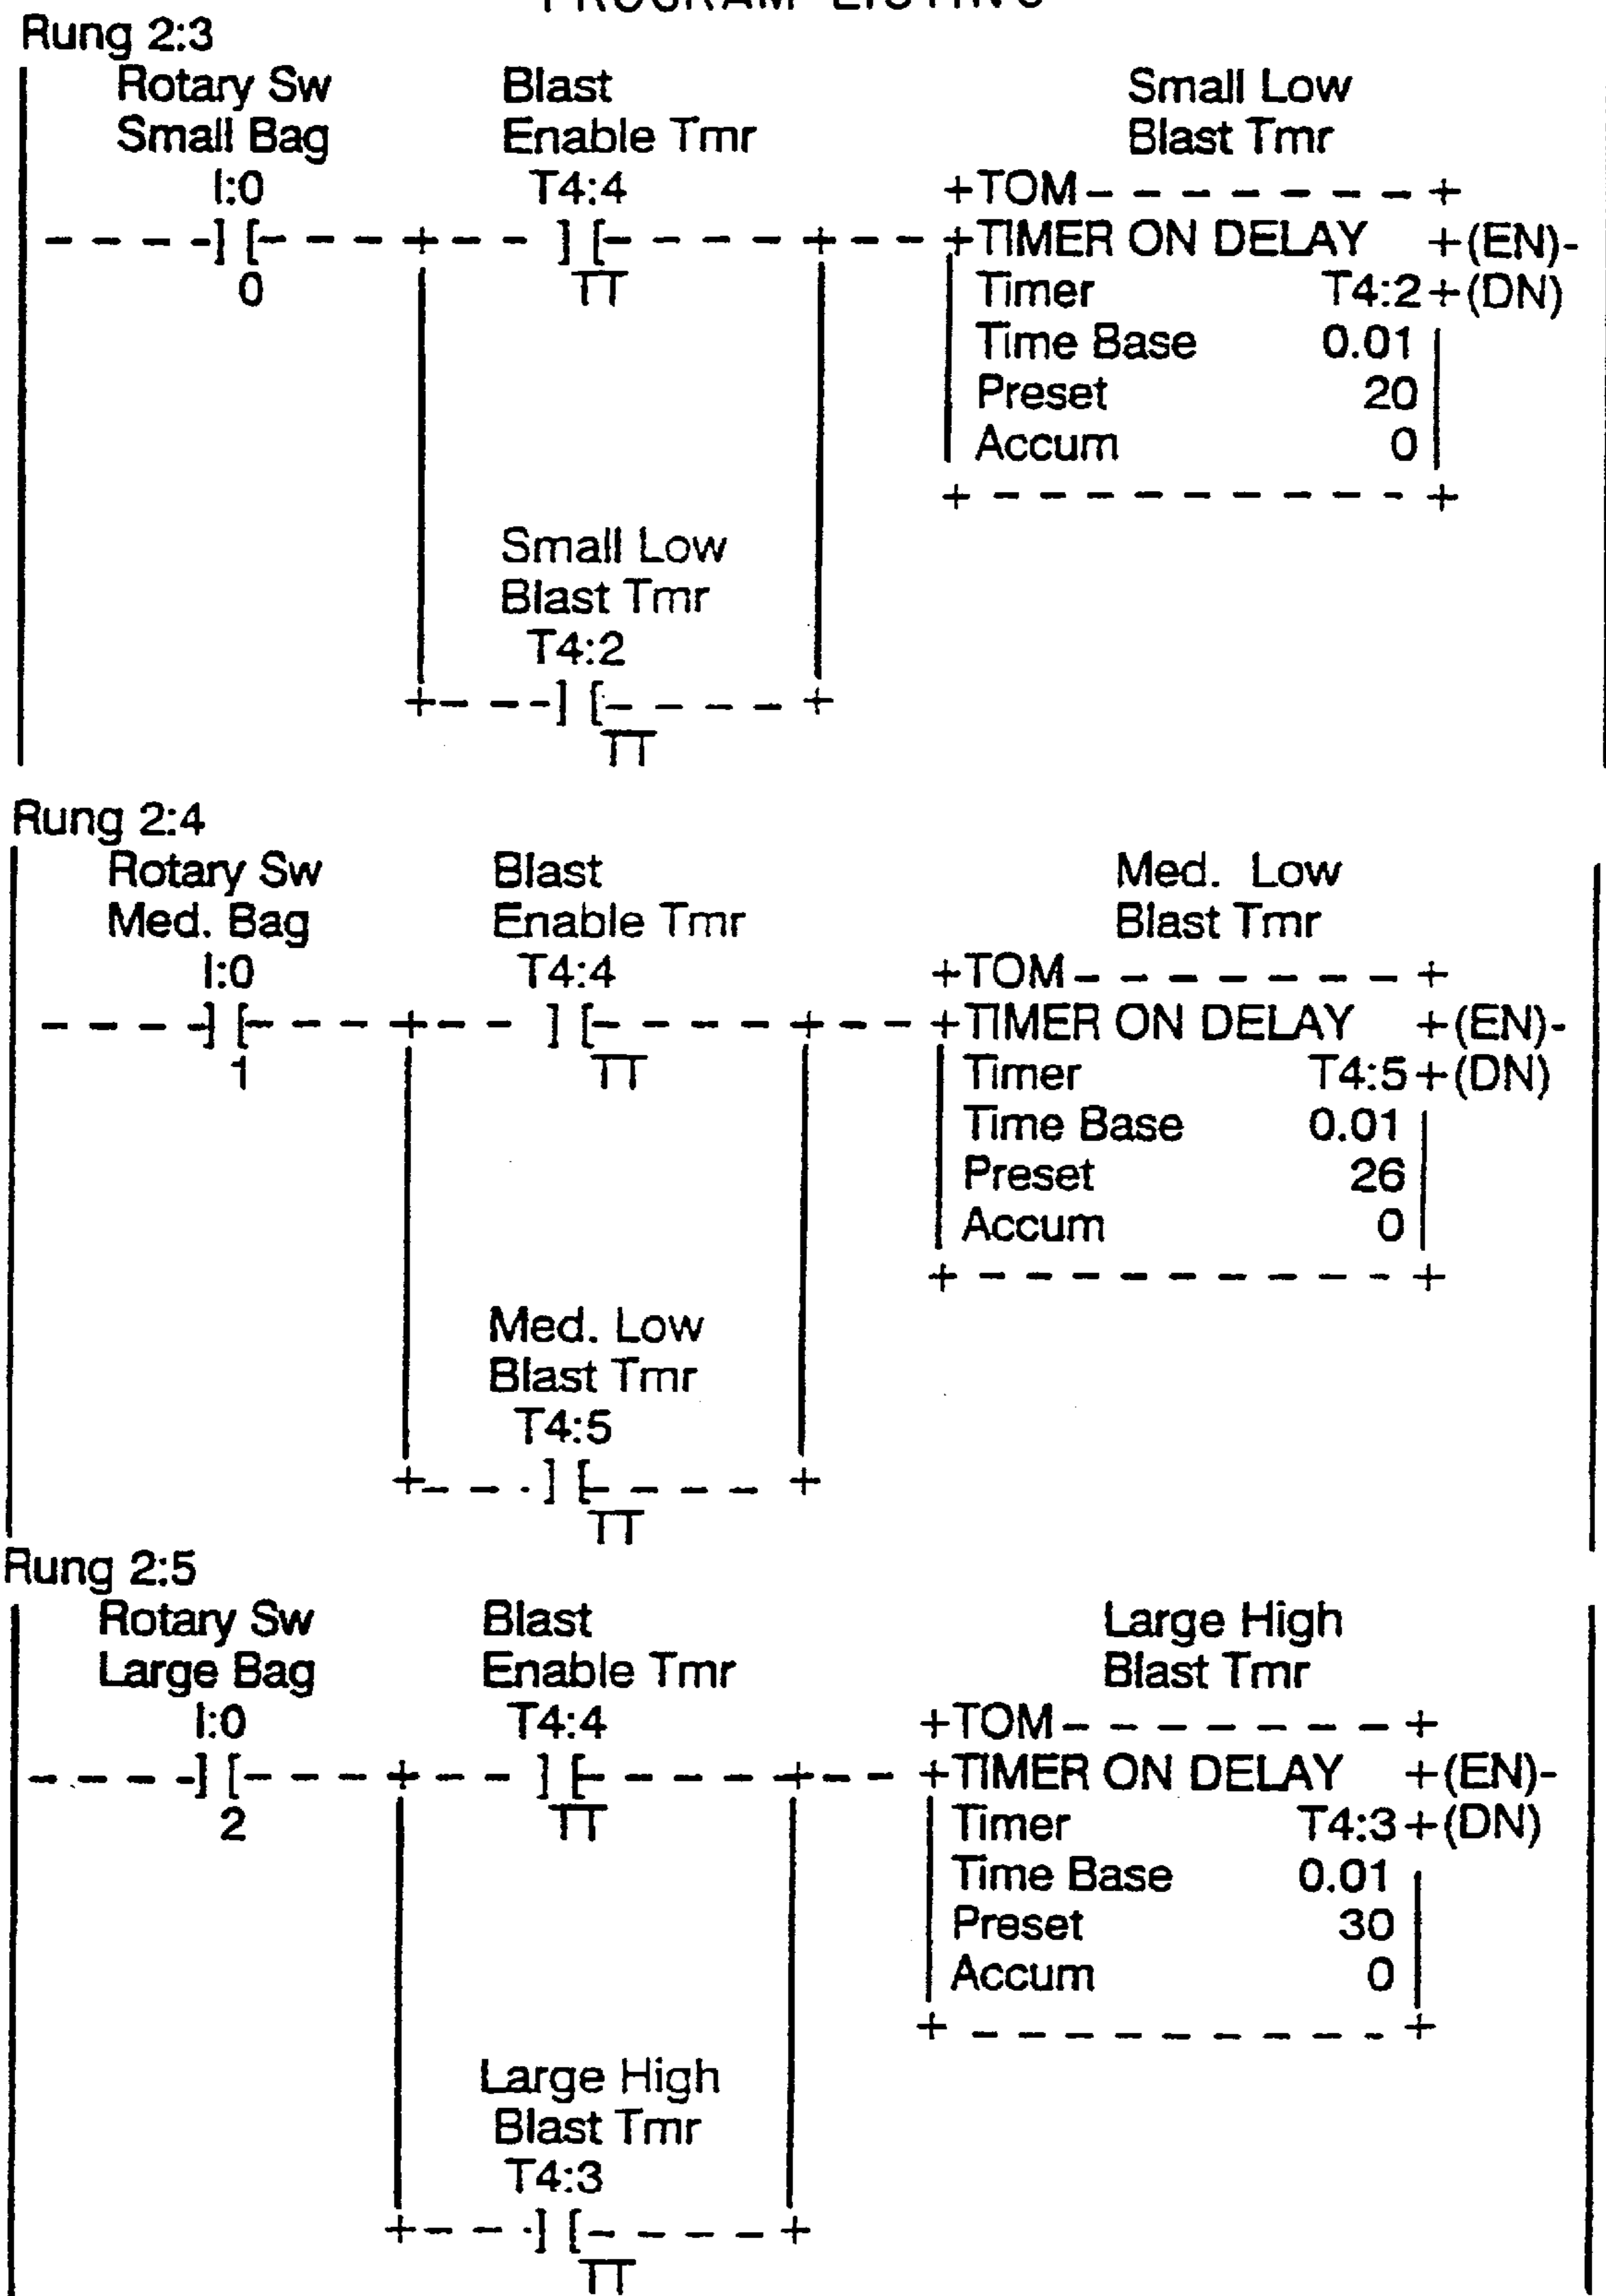 PROGRAM LISTING
Rung 2:3
Rotary Sw Blast Small Low
Small Bag Enable Tmr Blast Tmr
I:0 T4:4 +TOM- - - - - - - +
- - - -] [- - - - + - - ] [- - - - - + - - +TIMER ON DELAY +(EN)-
0 TT Timer T4:2+(DN)
Time Base 0.01
Preset 20
Accum 0
+ - - - - - - - - - - +
Small Low
Blast Tmr
T4:2
+- - -] [- - - - - +
TT
Rung 2:4
Rotary Sw Blast Med. Low
Med. Bag Enable Tmr Blast Tmr
I:0 T4:4 +TOM- - - - - - - +
- - - -] [- - - - + - - ] [- - - - - + - - +TIMER ON DELAY +(EN)-
1 TT Timer T4:5+(DN)
Time Base 0.01
Preset 26
Accum 0
+ - - - - - - - - - - +
Med. Low
Blast Tmr
T4:5
+- - -] [- - - - +
TT
Rung 2:5
Rotary Sw Blast Large High
Large Bag Enable Tmr Blast Tmr
I:0 T4:4 +TOM- - - - - - - +
- - - -] [- - - - + - - ] [- - - - - + - - +TIMER ON DELAY +(EN)-
2 TT Timer T4:3+(DN)
Time Base 0.01
Preset 30
Accum 0
+ - - - - - - - - - - +
Large High
Blast Tmr
T4:3
+- - -] [- - - - - +
TT